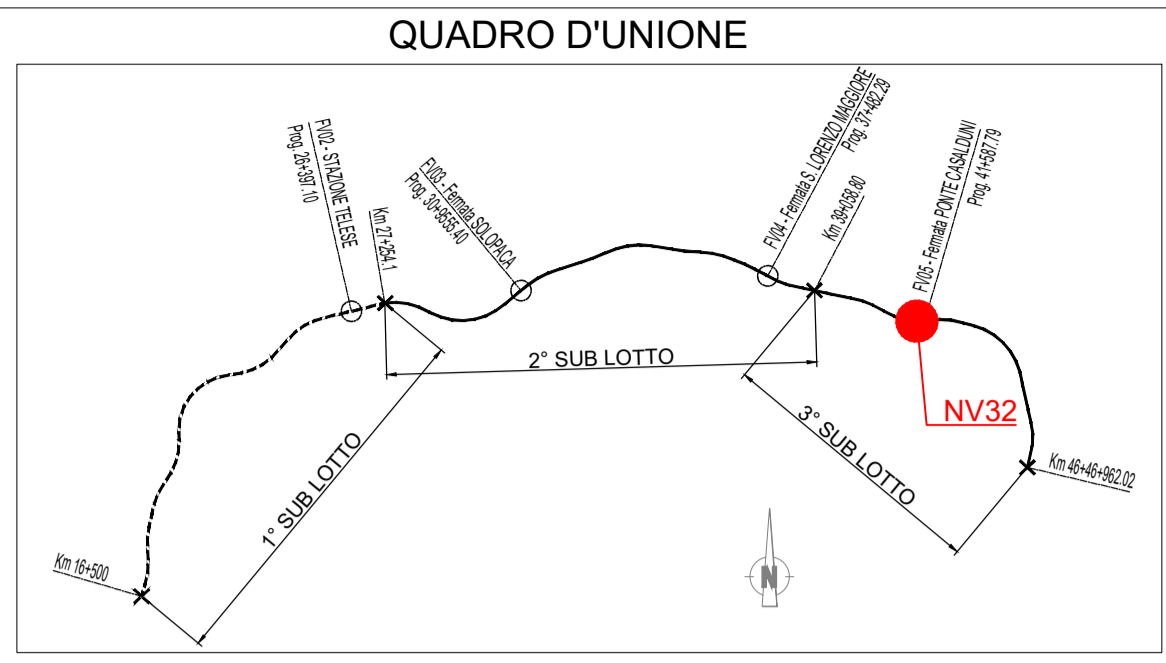 QUADRO D'UNIONE
FV02 - STAZIONE TELESE
Prog. 26+397.10
Km 27+254.1
FV03 - Fermata SOLOPACA
Prog. 30+9555.40
FV04 - Fermata S. LORENZO MAGGIORE
Prog. 37+482.29
Km 39+058.80
FV05 - Fermata PONTE CASALDUNI
Prog. 41+587.79
2° SUB LOTTO
NV32
1° SUB LOTTO
3° SUB LOTTO
Km 46+46+962.02
Km 16+500
N